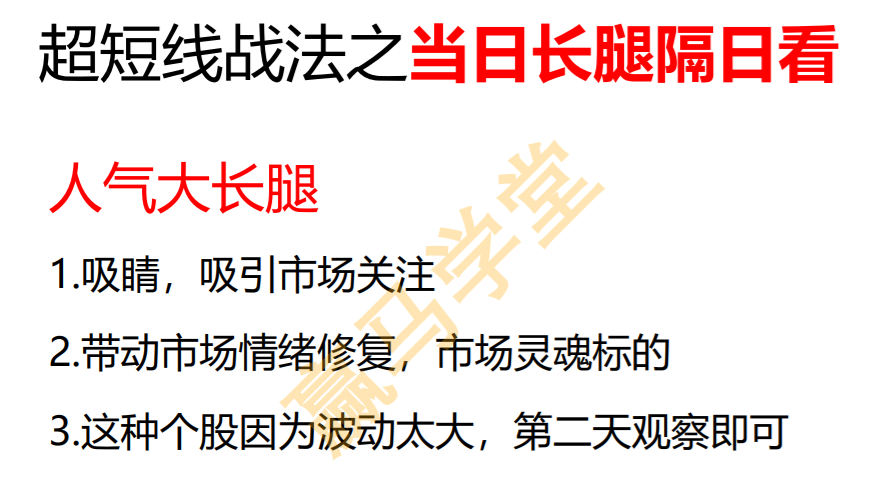 超短线战法之当日长腿隔日看
人气大长腿
1.吸睛，吸引市场关注
2.带动市场情绪修复，市场灵魂标的
3.这种个股因为波动太大，第二天观察即可
赢马学堂